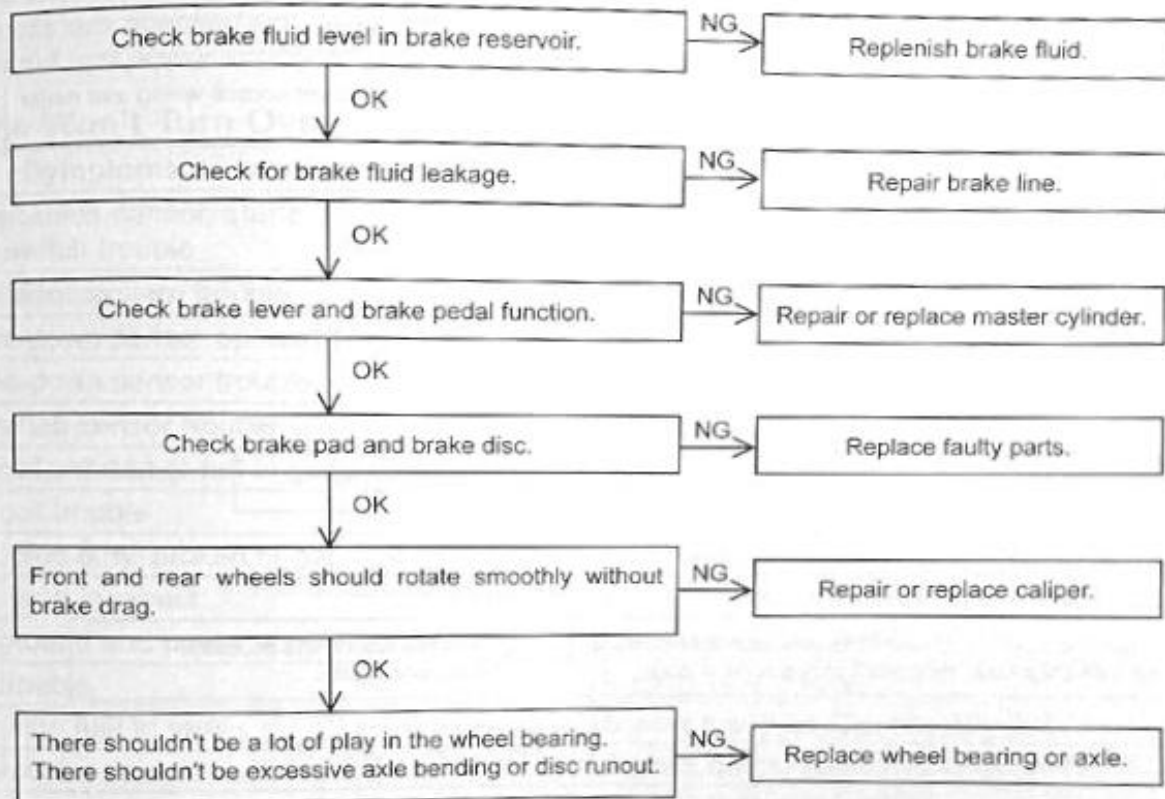 Check brake fluid level in brake reservoir.
NG
Replenish brake fluid.
OK
Check for brake fluid leakage.
NG
Repair brake line.
OK
Check brake lever and brake pedal function.
NG
Repair or replace master cylinder.
OK
Check brake pad and brake disc.
NG
Replace faulty parts.
OK
Front and rear wheels should rotate smoothly without
brake drag.
NG
Repair or replace caliper.
OK
There shouldn't be a lot of play in the wheel bearing.
There shouldn't be excessive axle bending or disc runout.
NG
Replace wheel bearing or axle.